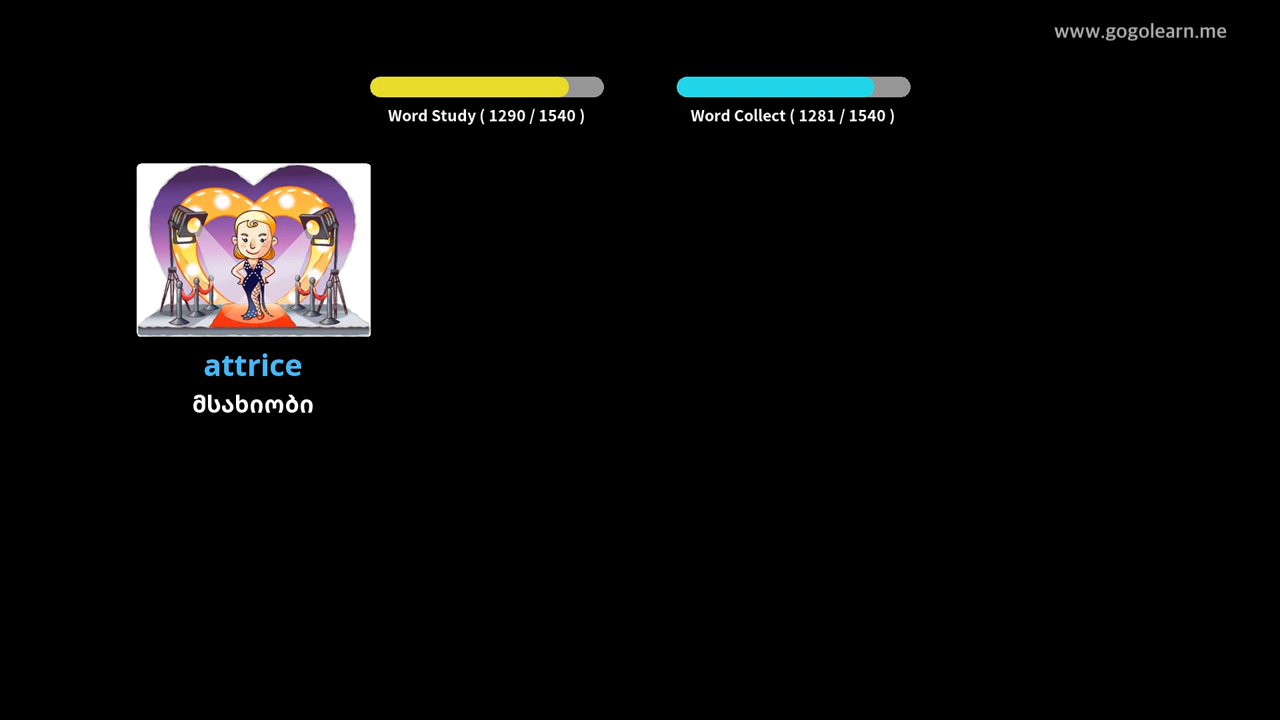 www.gogolearn.me
Word Study ( 1290 / 1540 )
Word Collect ( 1281 / 1540 )
attrice
მსახიობი